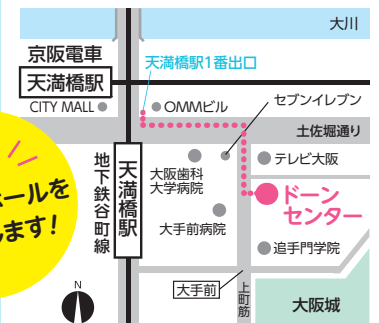 大川
京阪電車
天満橋駅
天満橋駅1番出口
CITY MALL
OMMビル
セブンイレブン
土佐堀通り
地下鉄谷町線
天満橋駅
大阪歯科
大学病院
テレビ大阪
ールを
ます!
ドーン
センター
大手前病院
追手門学院
大手前
上町筋
大阪城
N